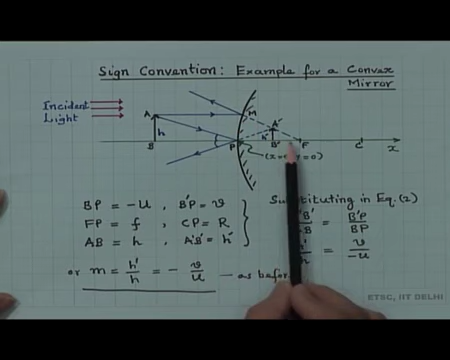 Sign Convention: Example for a Convex
Mirror
Incident
Light
A M A' h h' B P B' F C x
(x=0, = 0)
BP = -u , B'P = v
FP = f , CP = R
AB = h , A'B' = h'
or m = h'/h = - v/u — as before
Substituting in Eq.(2)
'B'/-B = B'P/BP
h'/h = v/-u
ETSC, IIT DELHI